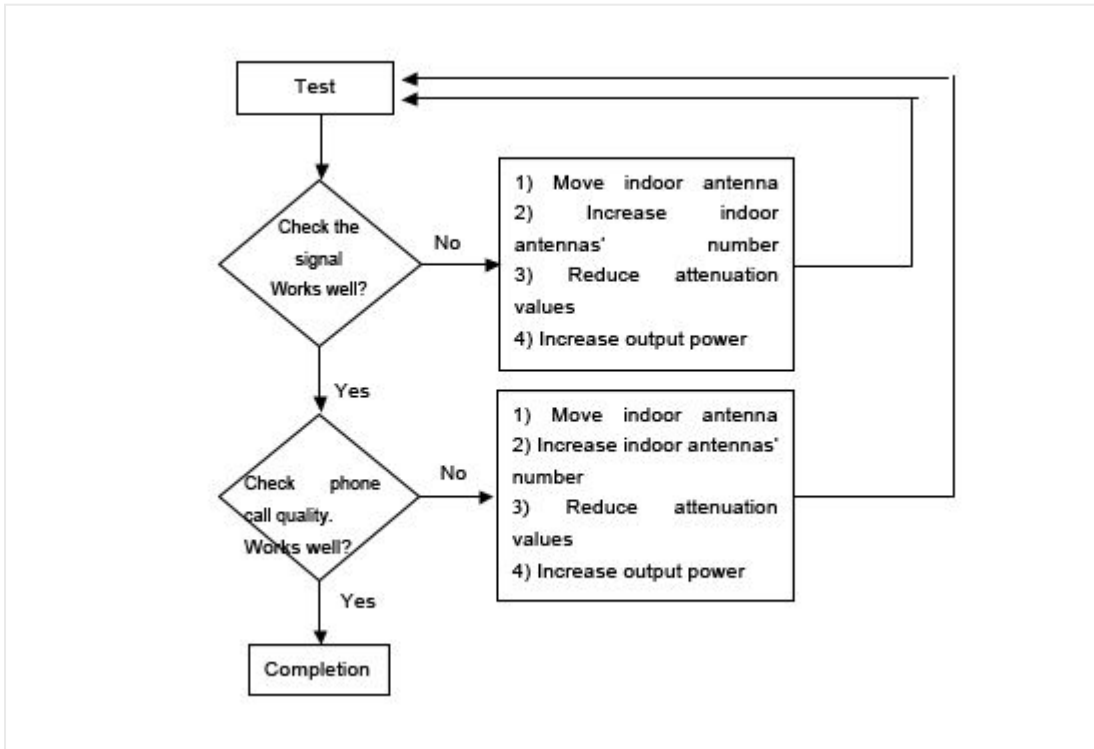 Test
Check the
signal
Works well?
No
1) Move indoor antenna
2) Increase indoor
antennas' number
3) Reduce attenuation
values
4) Increase output power
Yes
Check phone
call quality.
Works well?
No
1) Move indoor antenna
2) Increase indoor antennas'
number
3) Reduce attenuation
values
4) Increase output power
Yes
Completion